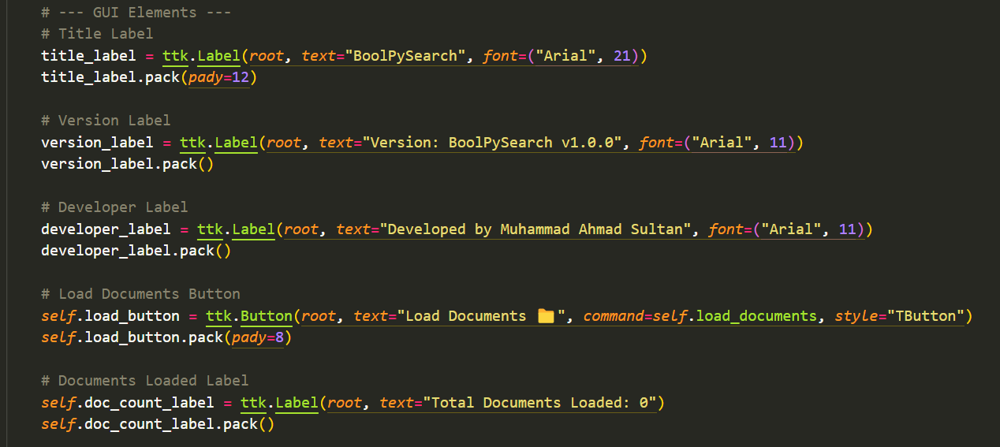 # --- GUI Elements ---
# Title Label
title_label = ttk.Label(root, text="BoolPySearch", font=("Arial", 21))
title_label.pack(pady=12)

# Version Label
version_label = ttk.Label(root, text="Version: BoolPySearch v1.0.0", font=("Arial", 11))
version_label.pack()

# Developer Label
developer_label = ttk.Label(root, text="Developed by Muhammad Ahmad Sultan", font=("Arial", 11))
developer_label.pack()

# Load Documents Button
self.load_button = ttk.Button(root, text="Load Documents 📁", command=self.load_documents, style="TButton")
self.load_button.pack(pady=8)

# Documents Loaded Label
self.doc_count_label = ttk.Label(root, text="Total Documents Loaded: 0")
self.doc_count_label.pack()